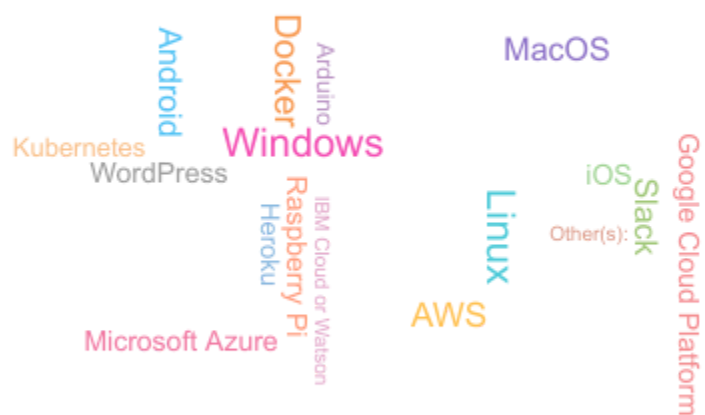 Android
Docker
Arduino
MacOS
Kubernetes
Windows
WordPress
Google Cloud Platform
iOS
Slack
Raspberry Pi
Heroku
IBM Cloud or Watson
Linux
Other(s):
AWS
Microsoft Azure